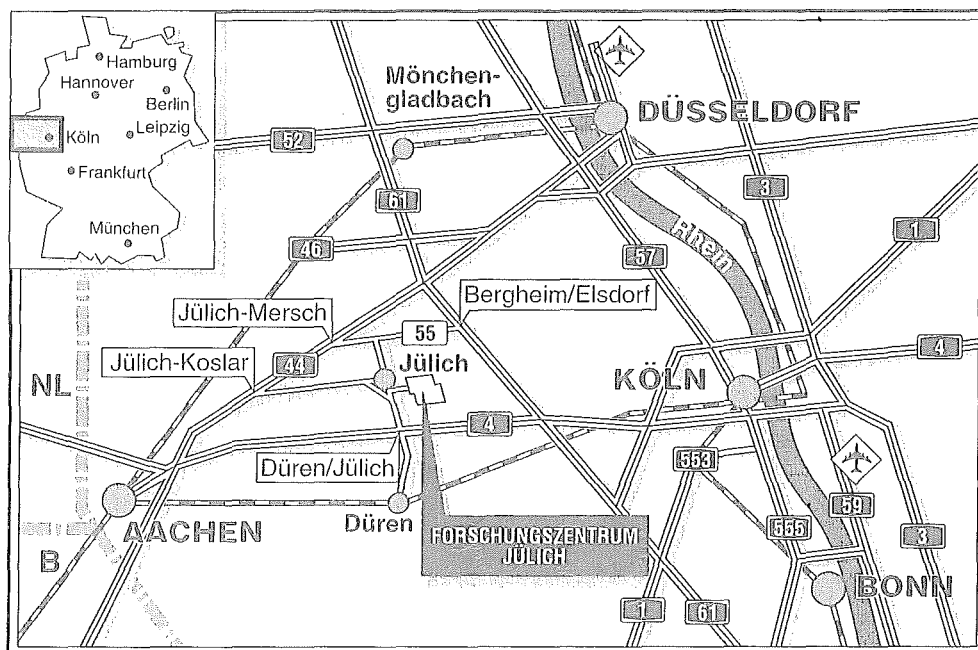 Hamburg
Hannover
Berlin
Leipzig
Köln
Frankfurt
München
Mönchen-
gladbach
DÜSSELDORF
52
61
3
46
57
1
Rhein
Bergheim/Elsdorf
Jülich-Mersch
55
Jülich
Jülich-Koslar
44
4
KÖLN
NL
4
553
Düren/Jülich
Düren
AACHEN
FORSCHUNGSZENTRUM
JÜLICH
B
59
555
3
BONN
1
61